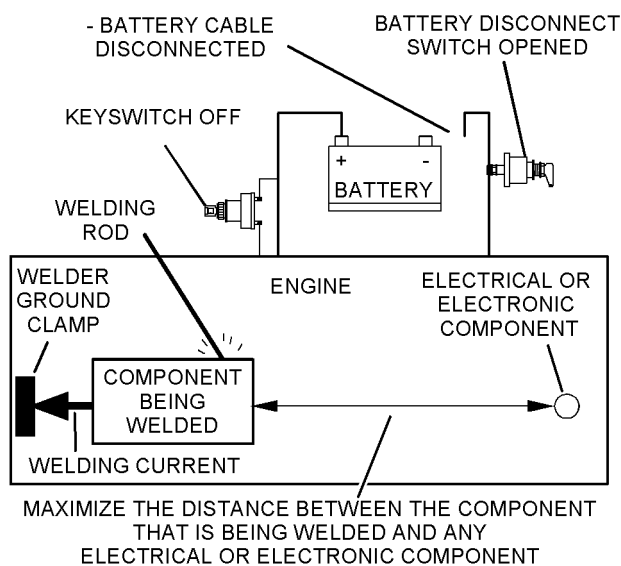 - BATTERY CABLE
DISCONNECTED
BATTERY DISCONNECT
SWITCH OPENED
KEYSWITCH OFF
+
-
BATTERY
WELDING
ROD
WELDER
GROUND
CLAMP
ENGINE
ELECTRICAL OR
ELECTRONIC
COMPONENT
COMPONENT
BEING
WELDED
WELDING CURRENT
MAXIMIZE THE DISTANCE BETWEEN THE COMPONENT
THAT IS BEING WELDED AND ANY
ELECTRICAL OR ELECTRONIC COMPONENT